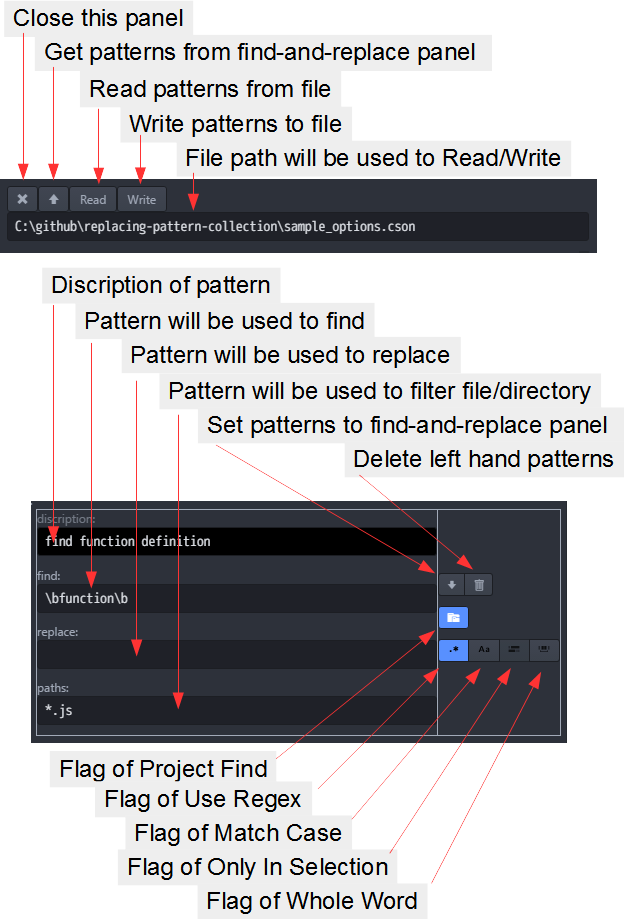 Close this panel
Get patterns from find-and-replace panel
Read patterns from file
Write patterns to file
File path will be used to Read/Write
Read Write
C:\github\replacing-pattern-collection\sample_options.cson
Discription of pattern
Pattern will be used to find
Pattern will be used to replace
Pattern will be used to filter file/directory
Set patterns to find-and-replace panel
Delete left hand patterns
discription:
find function definition
find:
\bfunction\b
replace:
.* Aa
paths:
*.js
Flag of Project Find
Flag of Use Regex
Flag of Match Case
Flag of Only In Selection
Flag of Whole Word